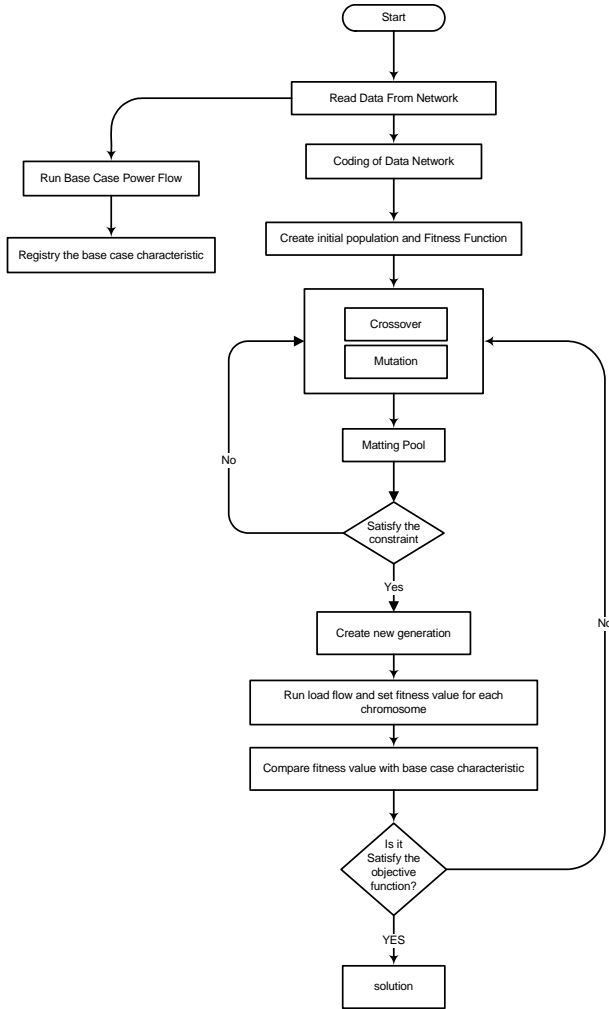 Start
Read Data From Network
Run Base Case Power Flow
Coding of Data Network
Registry the base case characteristic
Create initial population and Fitness Function
Crossover
Mutation
Matting Pool
No
Satisfy the
constraint
Yes
Create new generation
No
Run load flow and set fitness value for each
chromosome
Compare fitness value with base case characteristic
Is it
Satisfy the
objective
function?
YES
solution